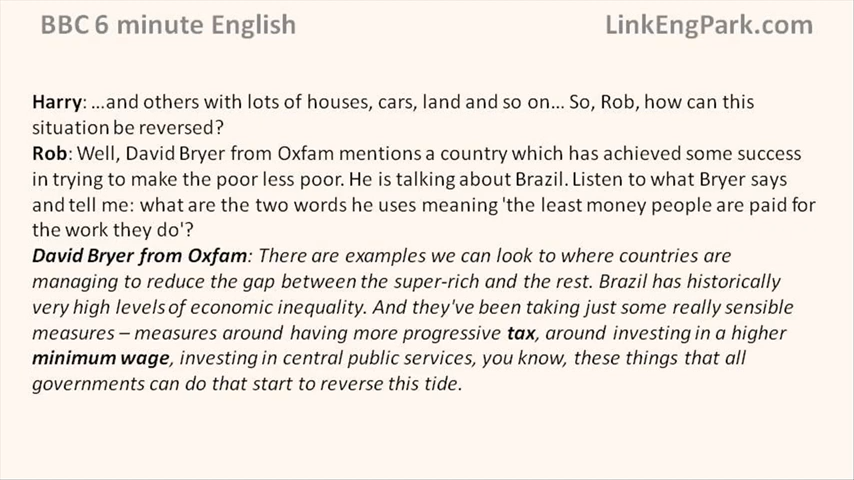 BBC 6 minute English
LinkEngPark.com
Harry: ...and others with lots of houses, cars, land and so on... So, Rob, how can this
situation be reversed?
Rob: Well, David Bryer from Oxfam mentions a country which has achieved some success
in trying to make the poor less poor. He is talking about Brazil. Listen to what Bryer says
and tell me: what are the two words he uses meaning 'the least money people are paid for
the work they do'?
David Bryer from Oxfam: There are examples we can look to where countries are
managing to reduce the gap between the super-rich and the rest. Brazil has historically
very high levels of economic inequality. And they've been taking just some really sensible
measures – measures around having more progressive tax, around investing in a higher
minimum wage, investing in central public services, you know, these things that all
governments can do that start to reverse this tide.